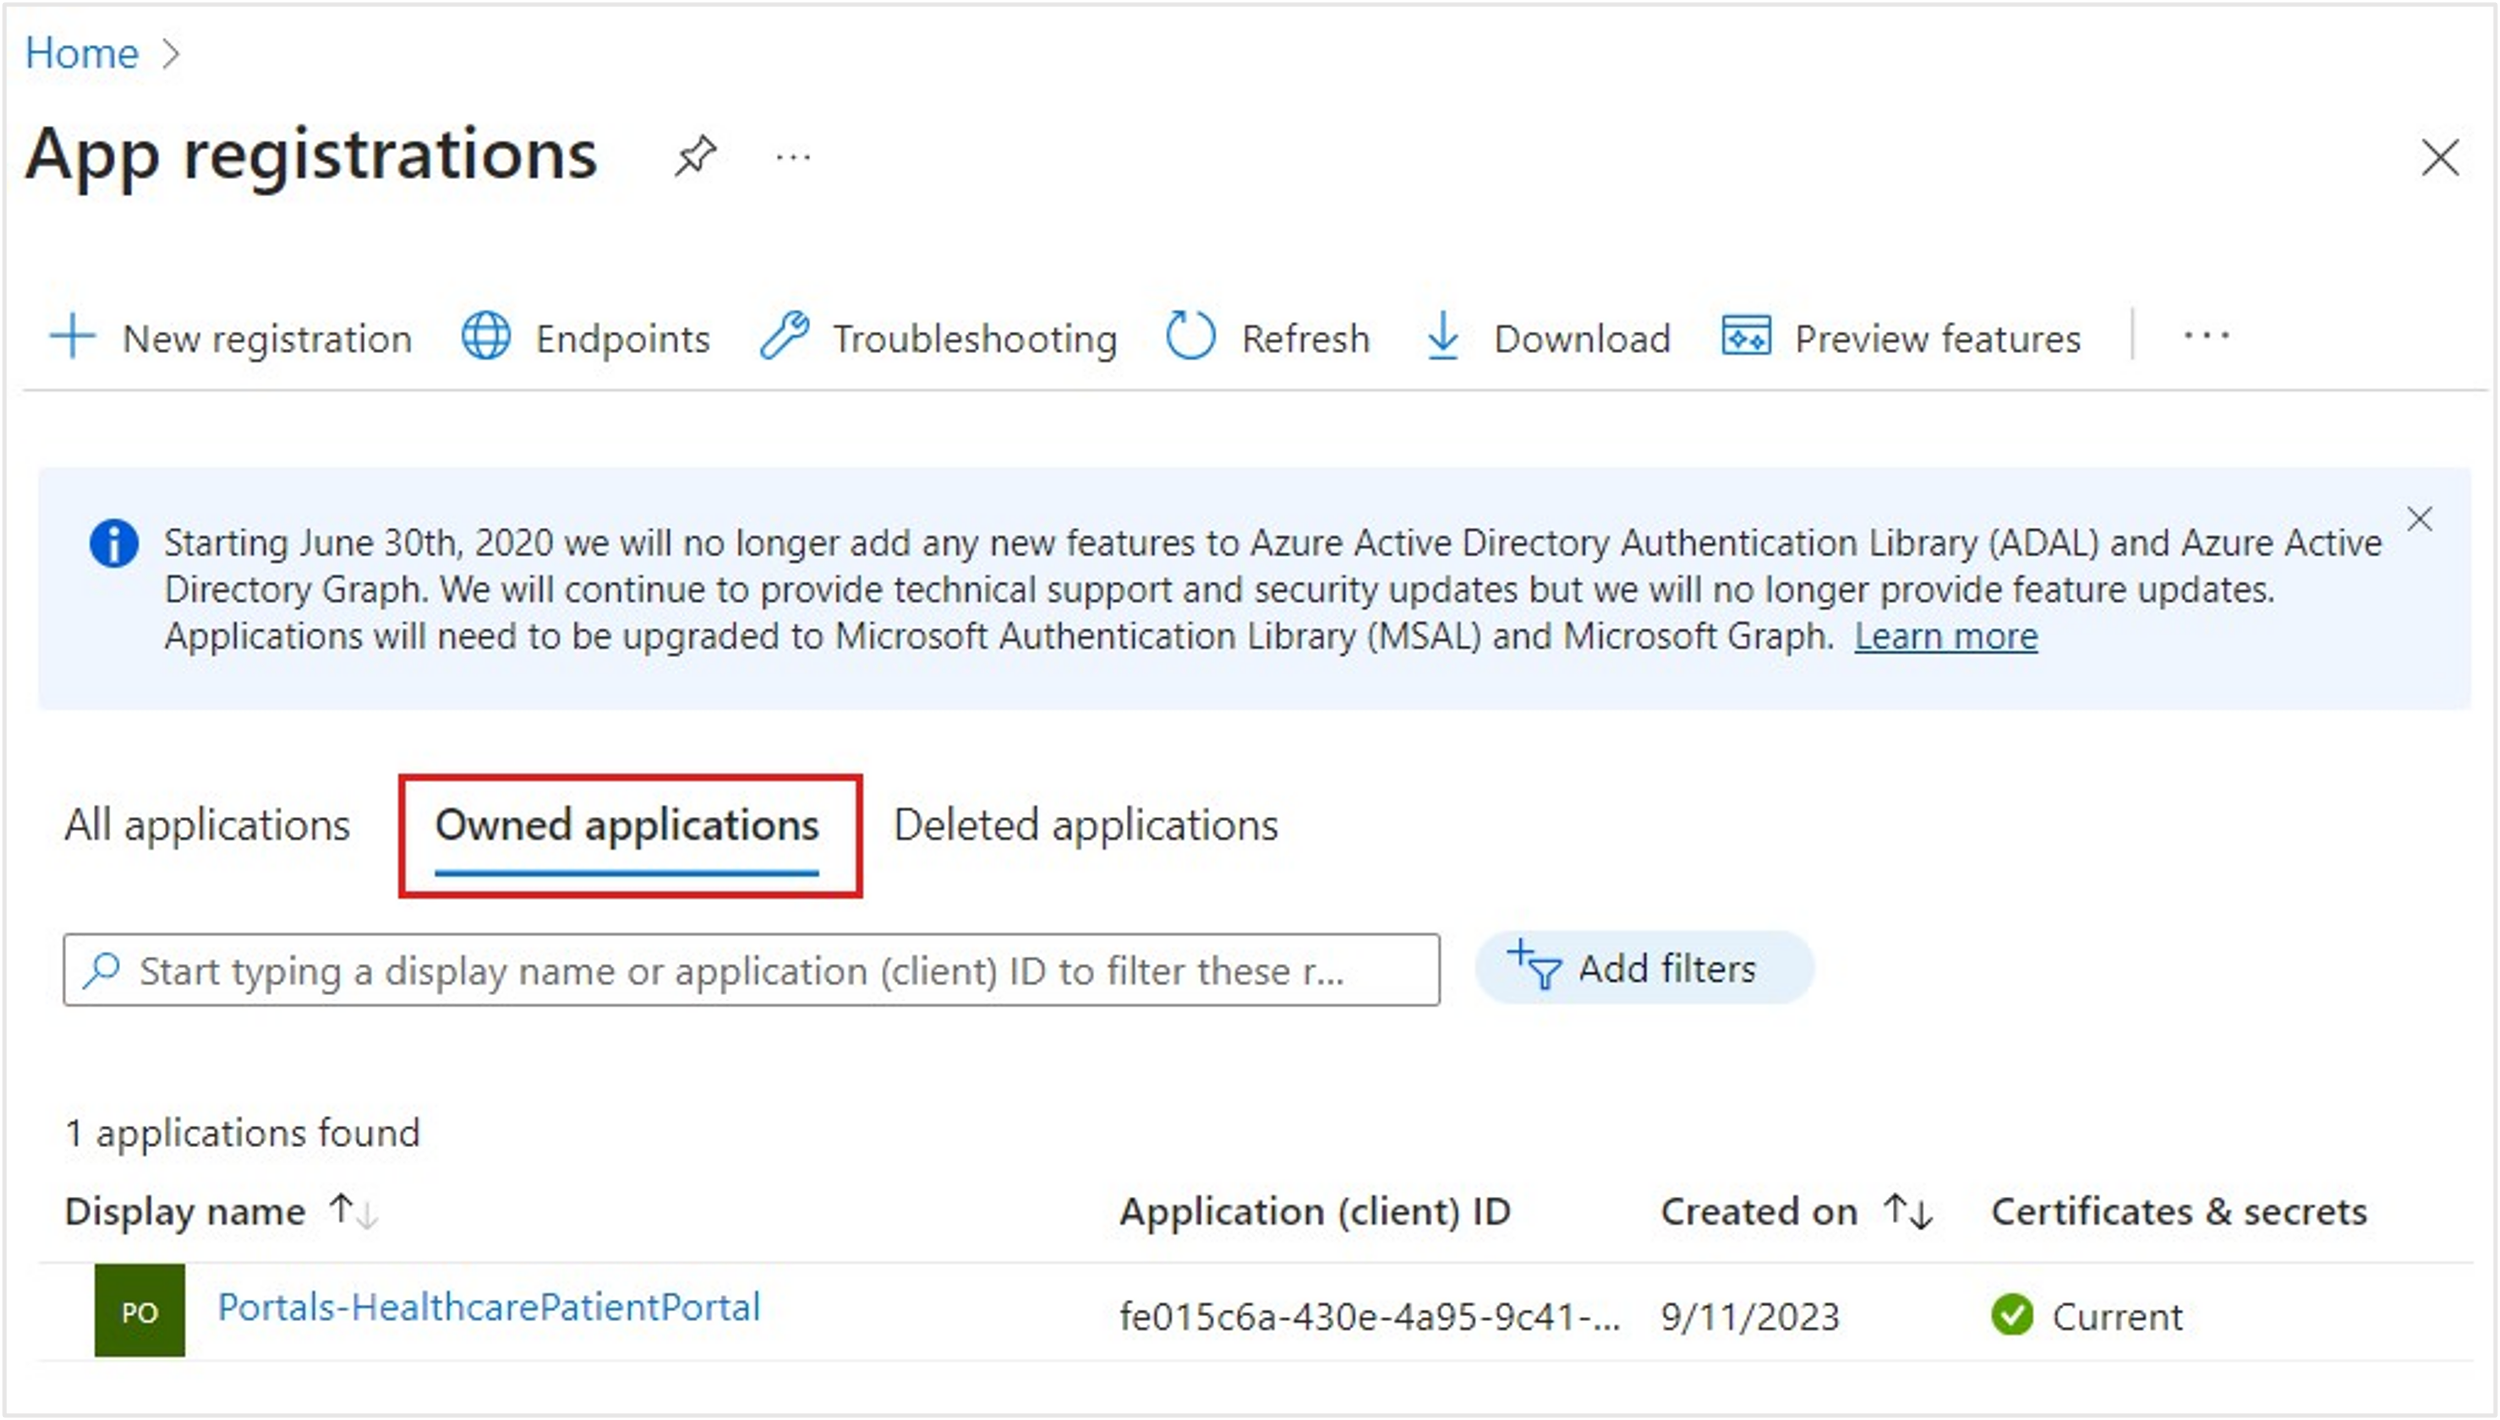 Home
App registrations
New registration Endpoints Troubleshooting Refresh Download Preview features
Starting June 30th, 2020 we will no longer add any new features to Azure Active Directory Authentication Library (ADAL) and Azure Active
Directory Graph. We will continue to provide technical support and security updates but we will no longer provide feature updates.
Applications will need to be upgraded to Microsoft Authentication Library (MSAL) and Microsoft Graph. Learn more
All applications Owned applications Deleted applications
Start typing a display name or application (client) ID to filter these r... Add filters
1 applications found
Display name Application (client) ID Created on Certificates & secrets
PO Portals-HealthcarePatientPortal fe015c6a-430e-4a95-9c41-... 9/11/2023 Current